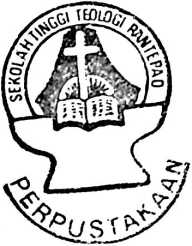 SEKOLAH TINGGI TEOLOGI RANTEPAO
PERPUSTAKAAN